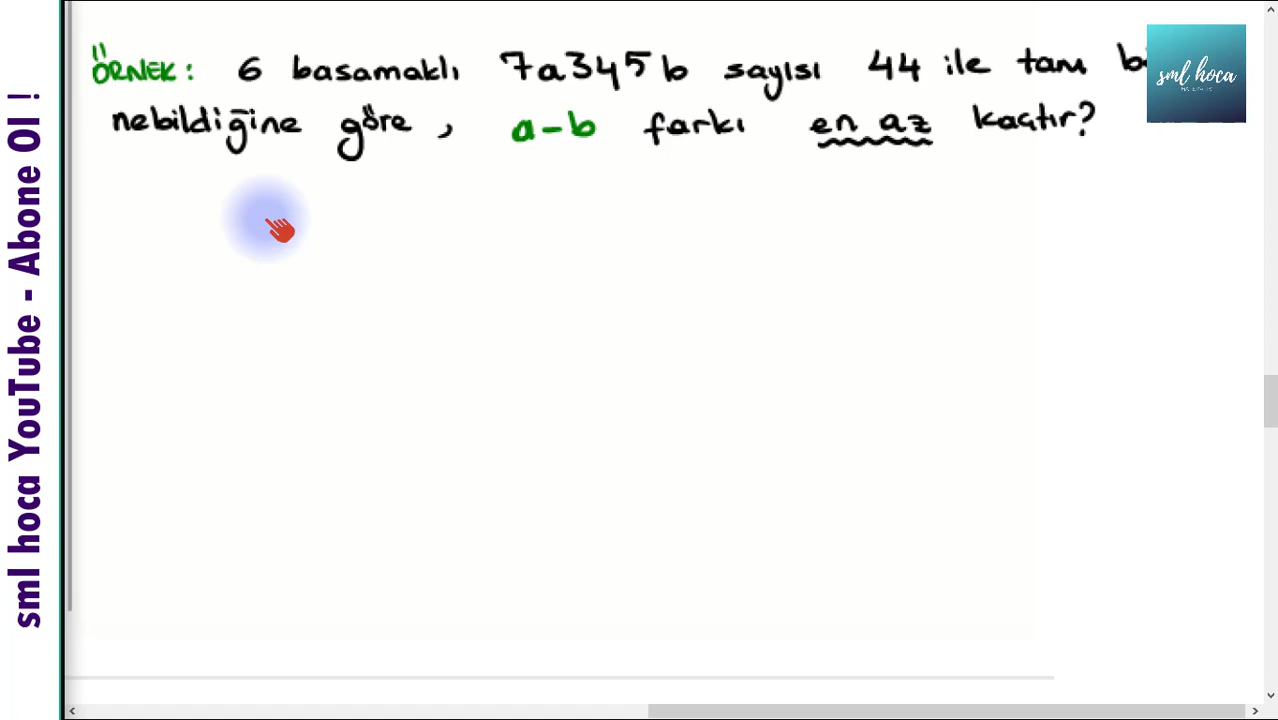 ÖRNEK: 6 basamaklı 7a345b sayısı 44 ile tam
nebildiğine göre, a-b farkı en az kaçtır?
sml hoca
sml hoca YouTube - Abone Ol !